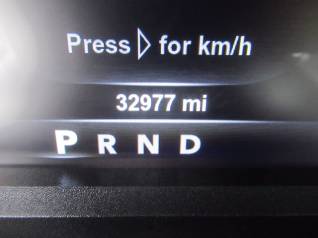 Press ▷ for km/h
32977 mi
P R N D